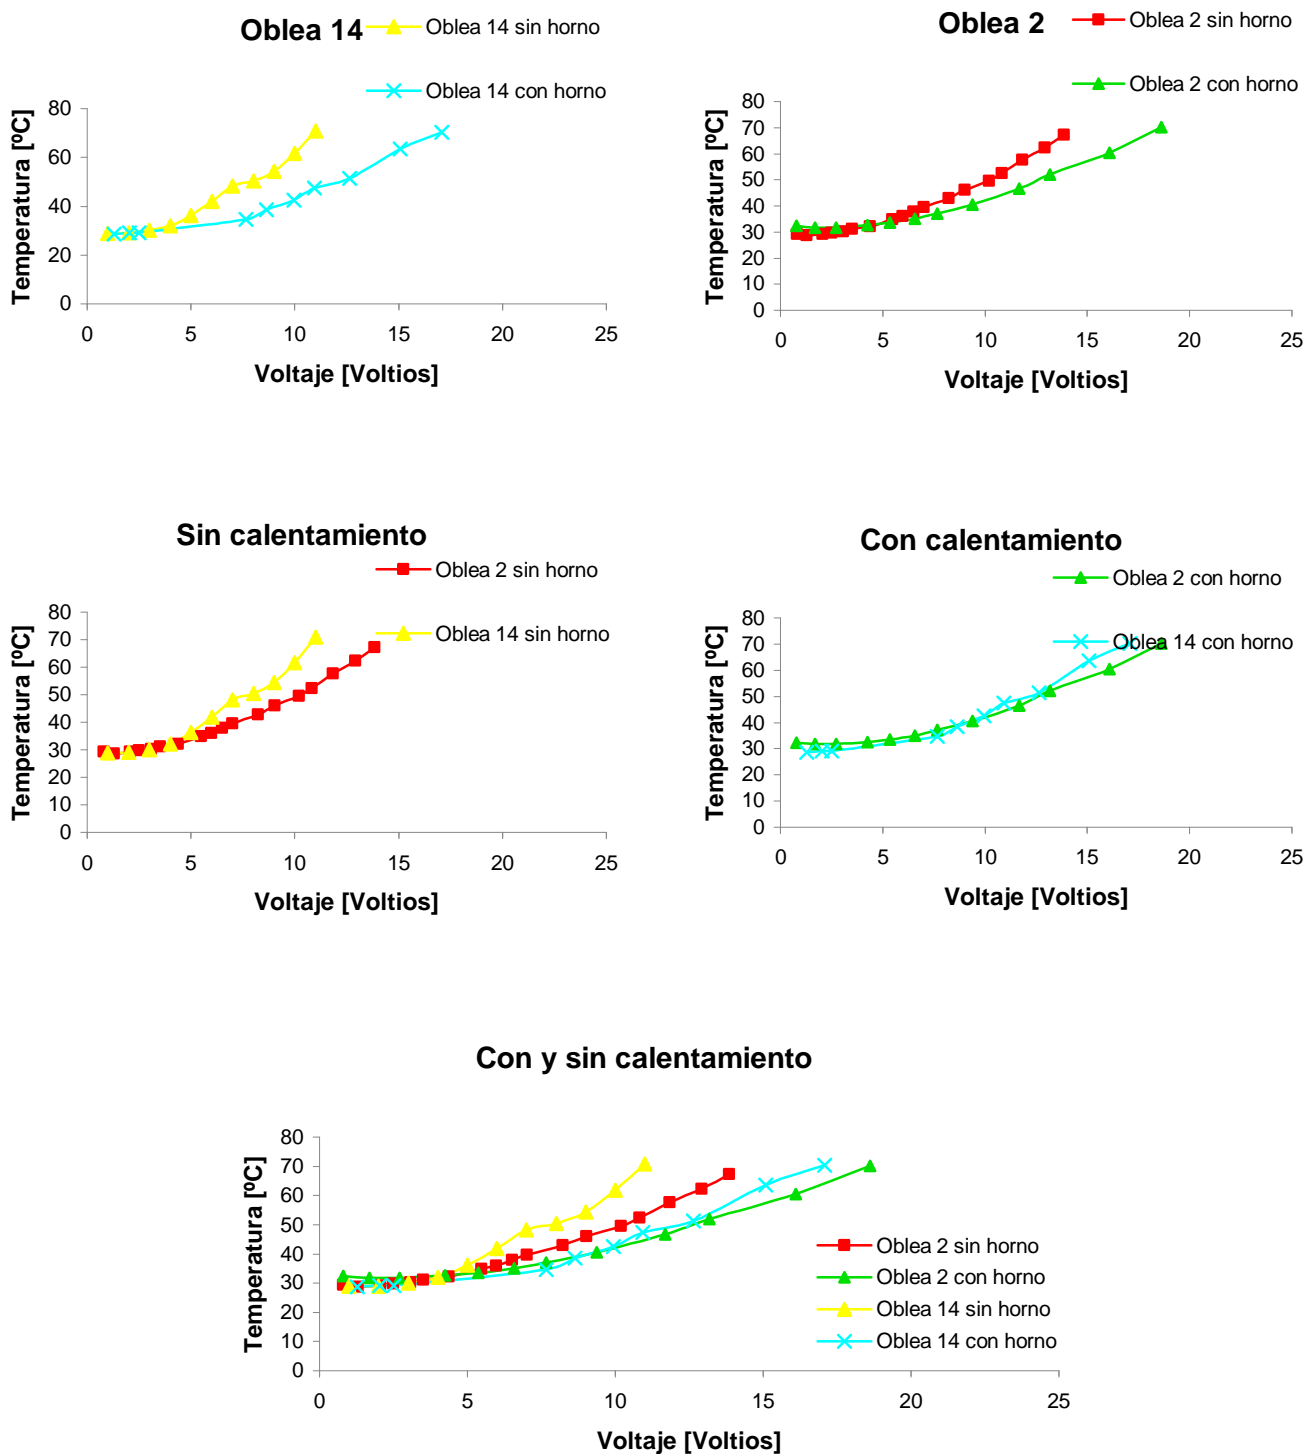 Oblea 14
Oblea 14 sin horno
Oblea 14 con horno
Temperatura [ºC]
80
60
40
20
0
0 5 10 15 20 25
Voltaje [Voltios]
Oblea 2
Oblea 2 sin horno
Oblea 2 con horno
Temperatura [ºC]
80
70
60
50
40
30
20
10
0
0 5 10 15 20 25
Voltaje [Voltios]
Sin calentamiento
Oblea 2 sin horno
Oblea 14 sin horno
Temperatura [ºC]
80
70
60
50
40
30
20
10
0
0 5 10 15 20 25
Voltaje [Voltios]
Con calentamiento
Oblea 2 con horno
Oblea 14 con horno
Temperatura [ºC]
80
70
60
50
40
30
20
10
0
0 5 10 15 20 25
Voltaje [Voltios]
Con y sin calentamiento
Temperatura [ºC]
80
70
60
50
40
30
20
10
0
0 5 10 15 20 25
Voltaje [Voltios]
Oblea 2 sin horno
Oblea 2 con horno
Oblea 14 sin horno
Oblea 14 con horno